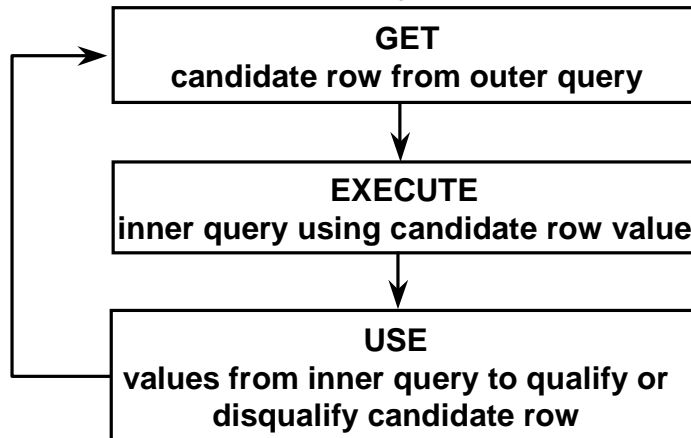 GET
candidate row from outer query
EXECUTE
inner query using candidate row value
USE
values from inner query to qualify or
disqualify candidate row